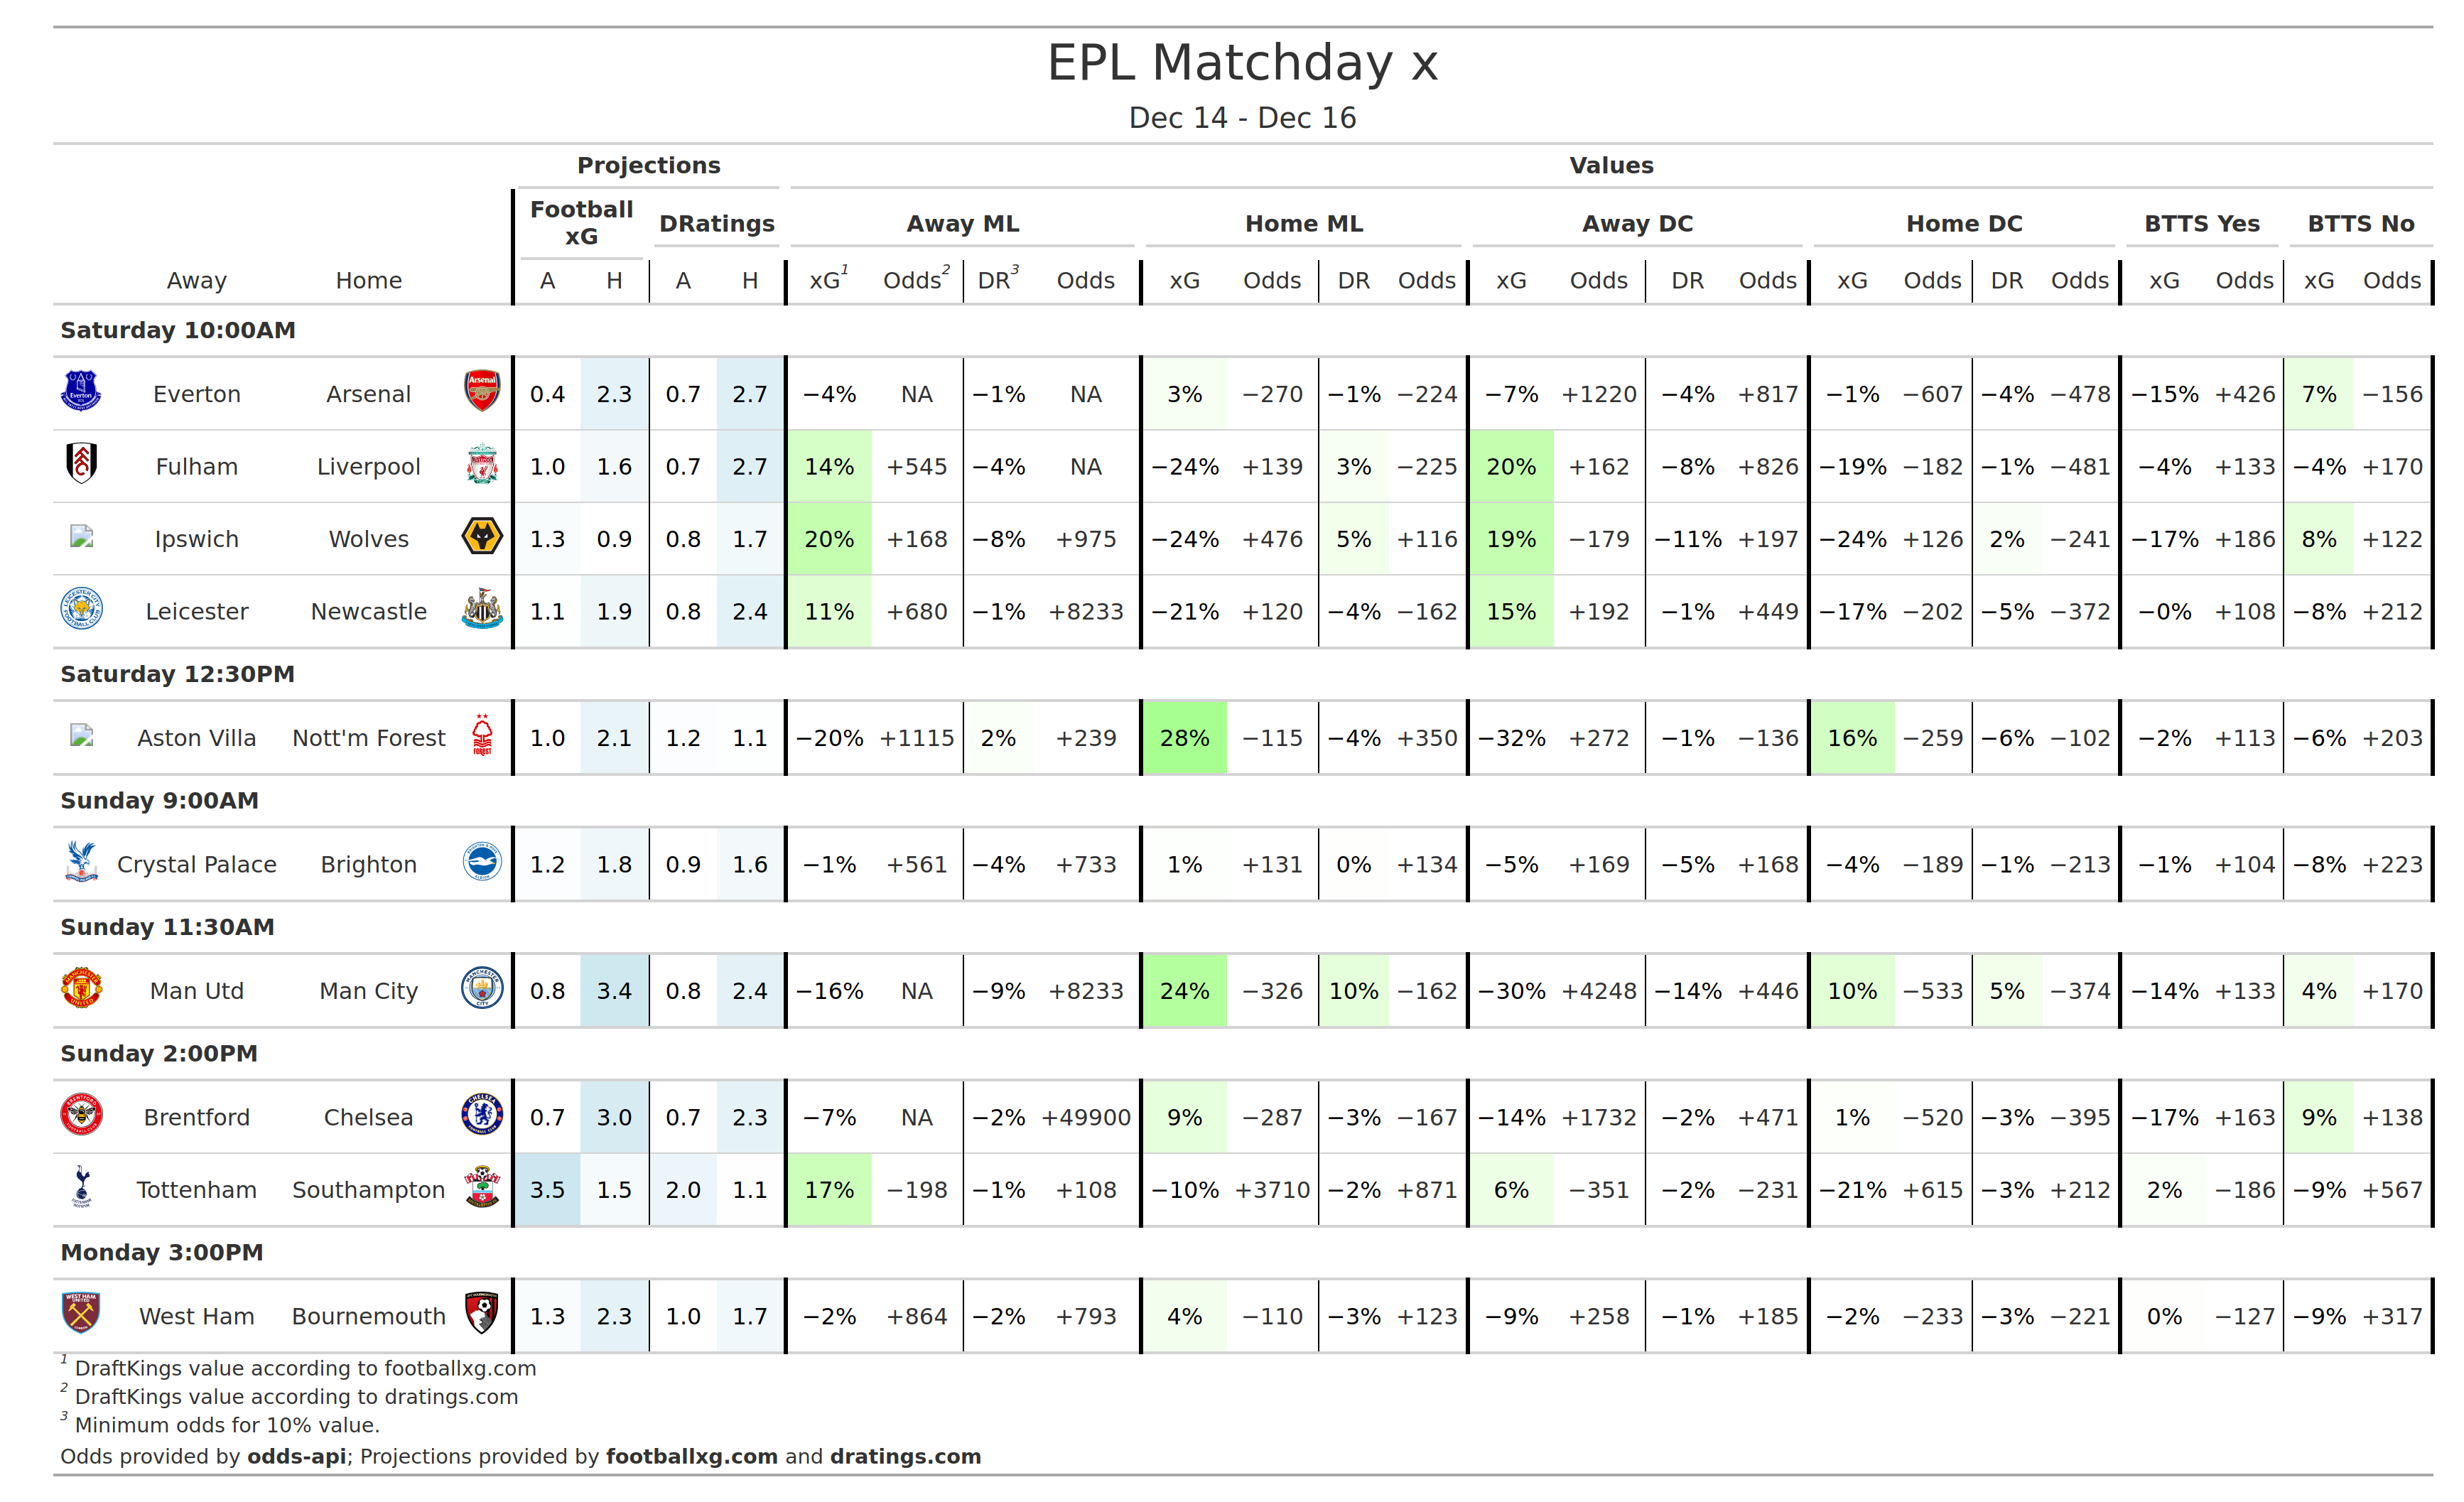 EPL Matchday x
Dec 14 - Dec 16
Projections Values
Football xG DRatings Away ML Home ML Away DC Home DC BTTS Yes BTTS No
Away Home A H A H xG1 Odds2 DR3 Odds xG Odds DR Odds xG Odds DR Odds xG Odds DR Odds xG Odds xG Odds
Saturday 10:00AM
Everton Arsenal 0.4 2.3 0.7 2.7 −4% NA −1% NA 3% −270 −1% −224 −7% +1220 −4% +817 −1% −607 −4% −478 −15% +426 7% −156
Fulham Liverpool 1.0 1.6 0.7 2.7 14% +545 −4% NA −24% +139 3% −225 20% +162 −8% +826 −19% −182 −1% −481 −4% +133 −4% +170
Ipswich Wolves 1.3 0.9 0.8 1.7 20% +168 −8% +975 −24% +476 5% +116 19% −179 −11% +197 −24% +126 2% −241 −17% +186 8% +122
Leicester Newcastle 1.1 1.9 0.8 2.4 11% +680 −1% +8233 −21% +120 −4% −162 15% +192 −1% +449 −17% −202 −5% −372 −0% +108 −8% +212
Saturday 12:30PM
Aston Villa Nott'm Forest 1.0 2.1 1.2 1.1 −20% +1115 2% +239 28% −115 −4% +350 −32% +272 −1% −136 16% −259 −6% −102 −2% +113 −6% +203
Sunday 9:00AM
Crystal Palace Brighton 1.2 1.8 0.9 1.6 −1% +561 −4% +733 1% +131 0% +134 −5% +169 −5% +168 −4% −189 −1% −213 −1% +104 −8% +223
Sunday 11:30AM
Man Utd Man City 0.8 3.4 0.8 2.4 −16% NA −9% +8233 24% −326 10% −162 −30% +4248 −14% +446 10% −533 5% −374 −14% +133 4% +170
Sunday 2:00PM
Brentford Chelsea 0.7 3.0 0.7 2.3 −7% NA −2% +49900 9% −287 −3% −167 −14% +1732 −2% +471 1% −520 −3% −395 −17% +163 9% +138
Tottenham Southampton 3.5 1.5 2.0 1.1 17% −198 −1% +108 −10% +3710 −2% +871 6% −351 −2% −231 −21% +615 −3% +212 2% −186 −9% +567
Monday 3:00PM
West Ham Bournemouth 1.3 2.3 1.0 1.7 −2% +864 −2% +793 4% −110 −3% +123 −9% +258 −1% +185 −2% −233 −3% −221 0% −127 −9% +317
1 DraftKings value according to footballxg.com
2 DraftKings value according to dratings.com
3 Minimum odds for 10% value.
Odds provided by odds-api; Projections provided by footballxg.com and dratings.com